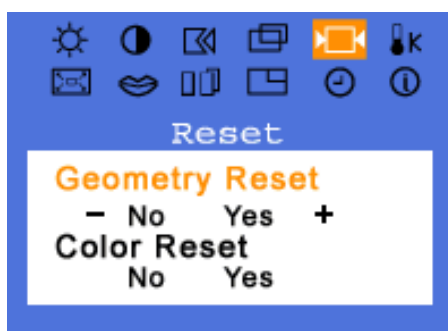 K
Reset
Geometry Reset
- No Yes +
Color Reset
No Yes